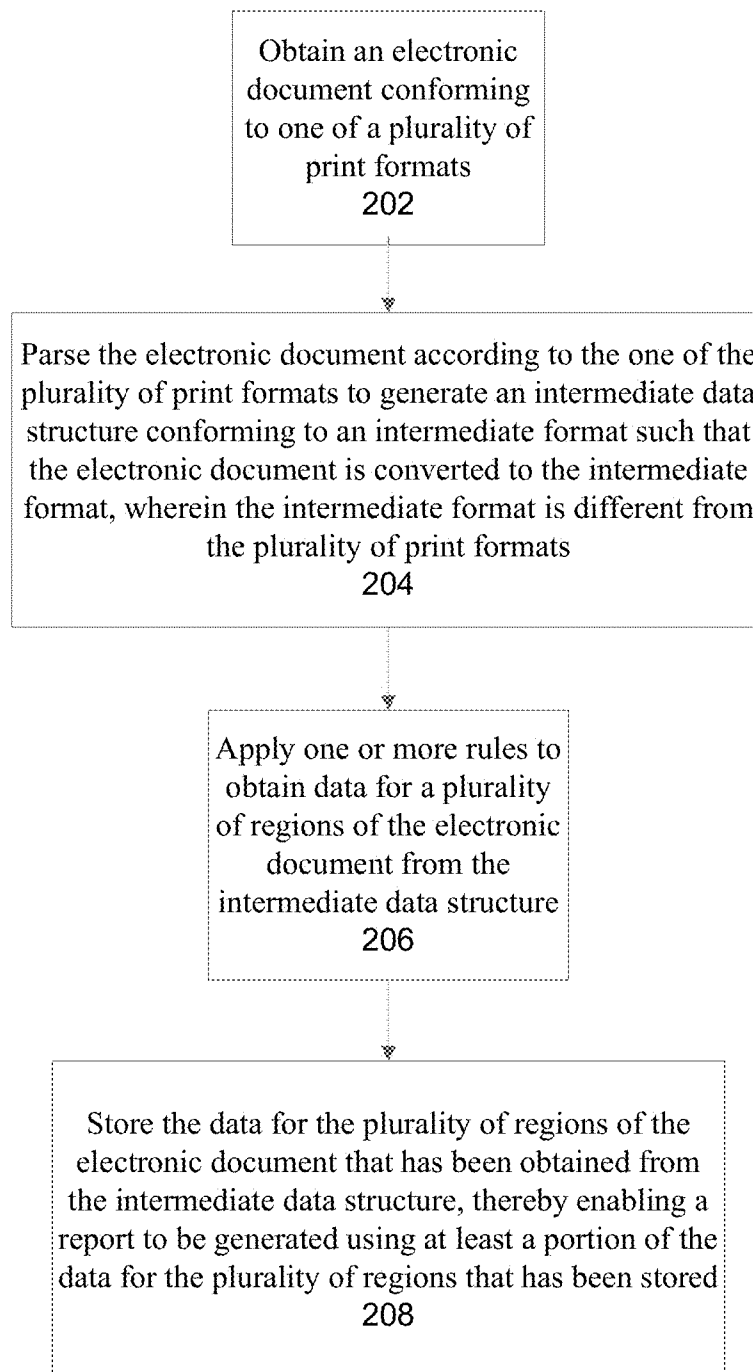 Obtain an electronic
document conforming
to one of a plurality of
print formats
202
Parse the electronic document according to the one of the
plurality of print formats to generate an intermediate data
structure conforming to an intermediate format such that
the electronic document is converted to the intermediate
format, wherein the intermediate format is different from
the plurality of print formats
204
Apply one or more rules to
obtain data for a plurality
of regions of the electronic
document from the
intermediate data structure
206
Store the data for the plurality of regions of the
electronic document that has been obtained from
the intermediate data structure, thereby enabling a
report to be generated using at least a portion of the
data for the plurality of regions that has been stored
208